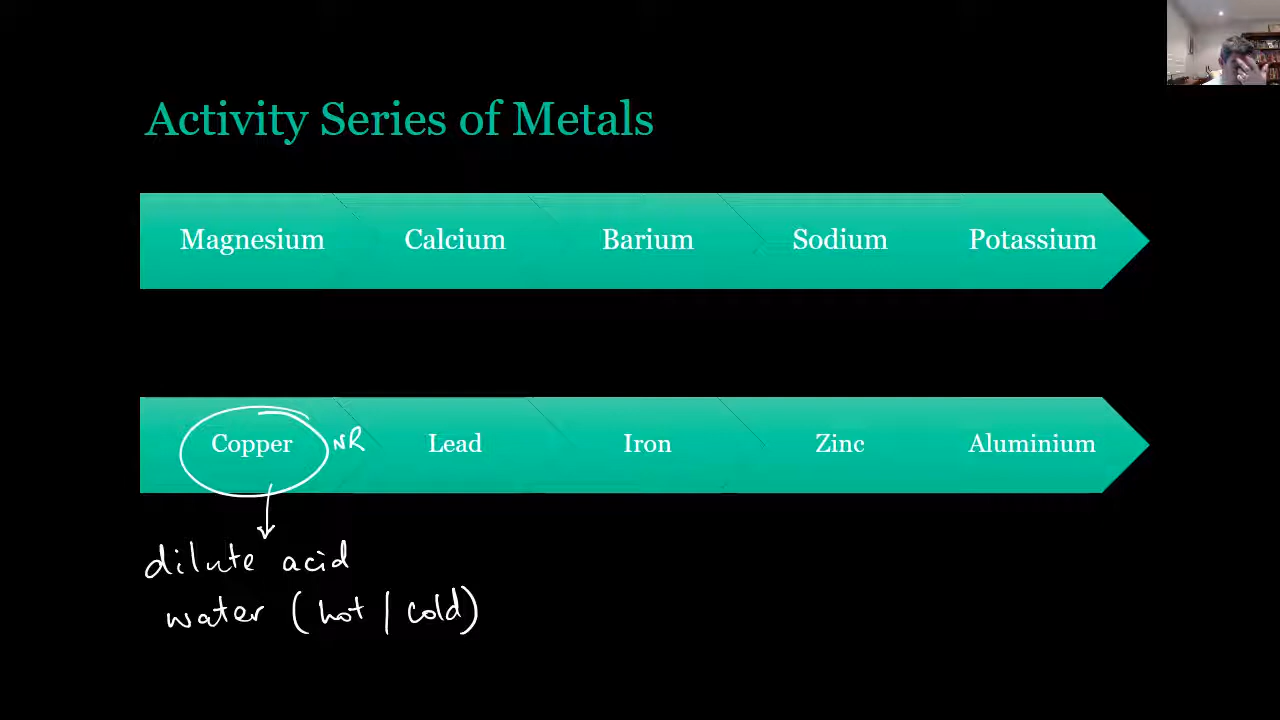 Activity Series of Metals
Magnesium Calcium Barium Sodium Potassium
Copper NR Lead Iron Zinc Aluminium
dilute acid
water (hot | cold)